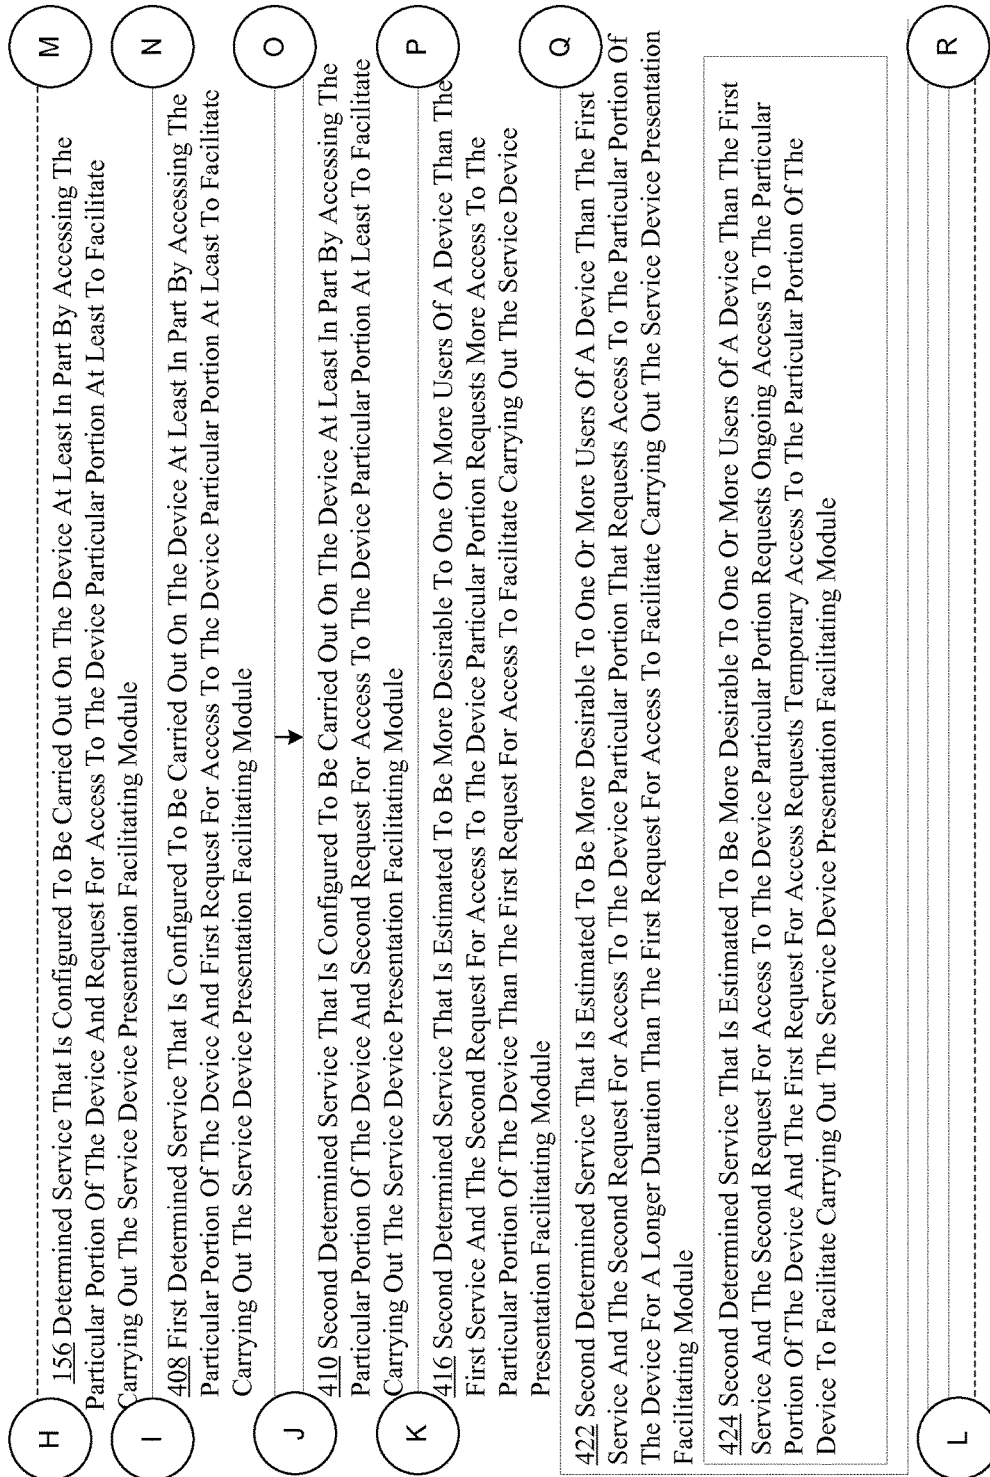 H
M
156 Determined Service That Is Configured To Be Carried Out On The Device At Least In Part By Accessing The
Particular Portion Of The Device And Request For Access To The Device Particular Portion At Least To Facilitate
Carrying Out The Service Device Presentation Facilitating Module
I
N
408 First Determined Service That Is Configured To Be Carried Out On The Device At Least In Part By Accessing The
Particular Portion Of The Device And First Request For Access To The Device Particular Portion At Least To Facilitate
Carrying Out The Service Device Presentation Facilitating Module
J
O
410 Second Determined Service That Is Configured To Be Carried Out On The Device At Least In Part By Accessing The
Particular Portion Of The Device And Second Request For Access To The Device Particular Portion At Least To Facilitate
Carrying Out The Service Device Presentation Facilitating Module
K
P
416 Second Determined Service That Is Estimated To Be More Desirable To One Or More Users Of A Device Than The
First Service And The Second Request For Access To The Device Particular Portion Requests More Access To The
Particular Portion Of The Device Than The First Request For Access To Facilitate Carrying Out The Service Device
Presentation Facilitating Module
Q
422 Second Determined Service That Is Estimated To Be More Desirable To One Or More Users Of A Device Than The First
Service And The Second Request For Access To The Device Particular Portion That Requests Access To The Particular Portion Of
The Device For A Longer Duration Than The First Request For Access To Facilitate Carrying Out The Service Device Presentation
Facilitating Module
424 Second Determined Service That Is Estimated To Be More Desirable To One Or More Users Of A Device Than The First
Service And The Second Request For Access To The Device Particular Portion Requests Ongoing Access To The Particular
Portion Of The Device And The First Request For Access Requests Temporary Access To The Particular Portion Of The
Device To Facilitate Carrying Out The Service Device Presentation Facilitating Module
L
R